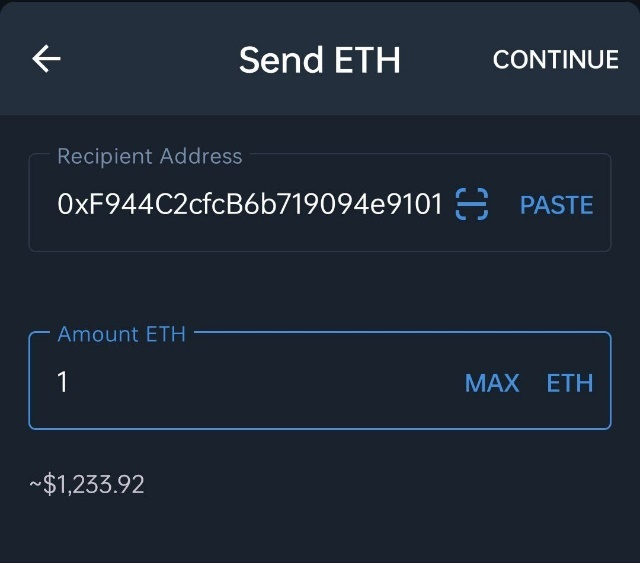 Send ETH CONTINUE
Recipient Address
0xF944C2cfcB6b719094e9101 PASTE
Amount ETH
1 MAX ETH
~$1,233.92